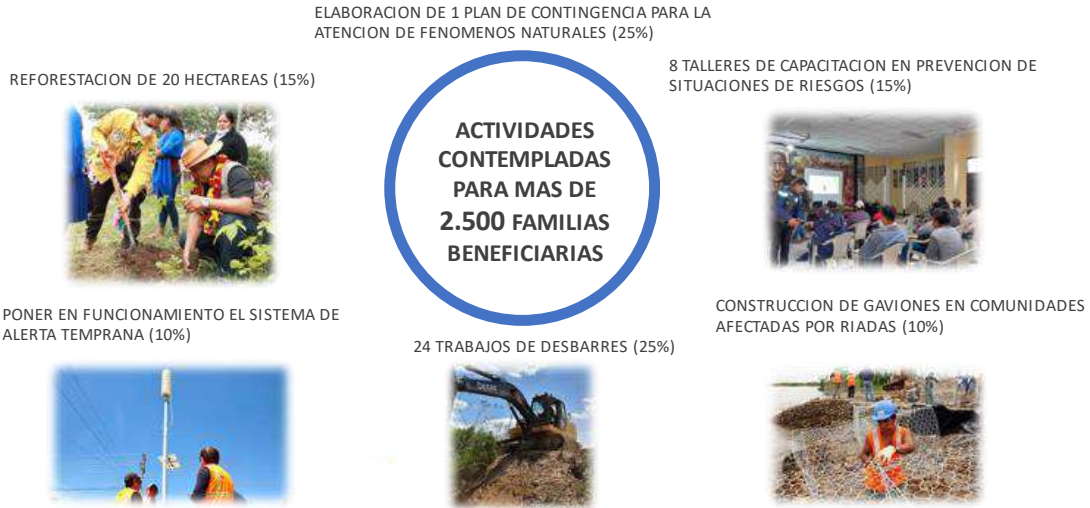 ELABORACION DE 1 PLAN DE CONTINGENCIA PARA LA
ATENCION DE FENOMENOS NATURALES (25%)
REFORESTACION DE 20 HECTAREAS (15%)
8 TALLERES DE CAPACITACION EN PREVENCION DE
SITUACIONES DE RIESGOS (15%)
ACTIVIDADES
CONTEMPLADAS
PARA MAS DE
2.500 FAMILIAS
BENEFICIARIAS
PONER EN FUNCIONAMIENTO EL SISTEMA DE
ALERTA TEMPRANA (10%)
24 TRABAJOS DE DESBARRES (25%)
CONSTRUCCION DE GAVIONES EN COMUNIDADES
AFECTADAS POR RIADAS (10%)